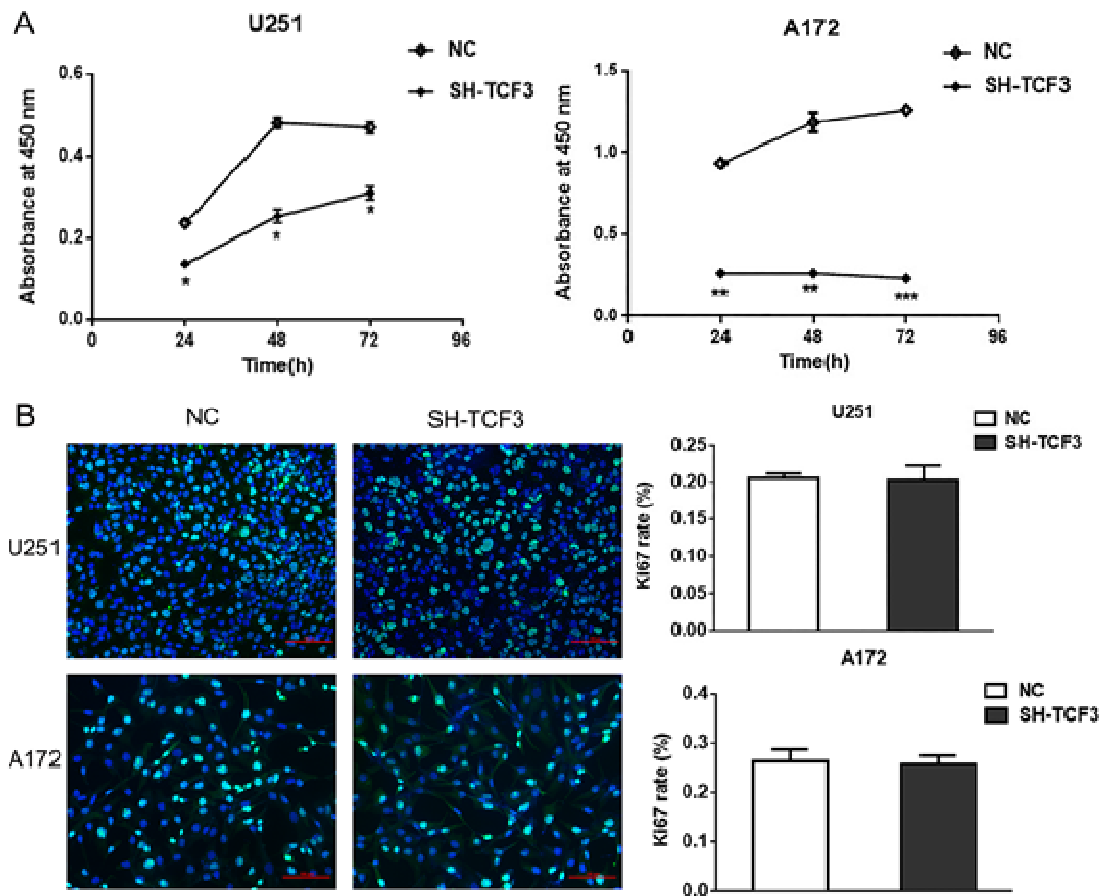 A
U251
NC
SH-TCF3
Absorbance at 450 nm
0.6
0.4
0.2
0.0
*
*
*
0
24
48
72
96
Time(h)
A172
NC
SH-TCF3
Absorbance at 450 nm
1.5
1.0
0.5
0.0
**
**
***
0
24
48
72
96
Time(h)
B
NC
SH-TCF3
U251
A172
U251
NC
SH-TCF3
Ki67 rate (%)
0.25
0.20
0.15
0.10
0.05
0.00
A172
NC
SH-TCF3
Ki67 rate (%)
0.4
0.3
0.2
0.1
0.0